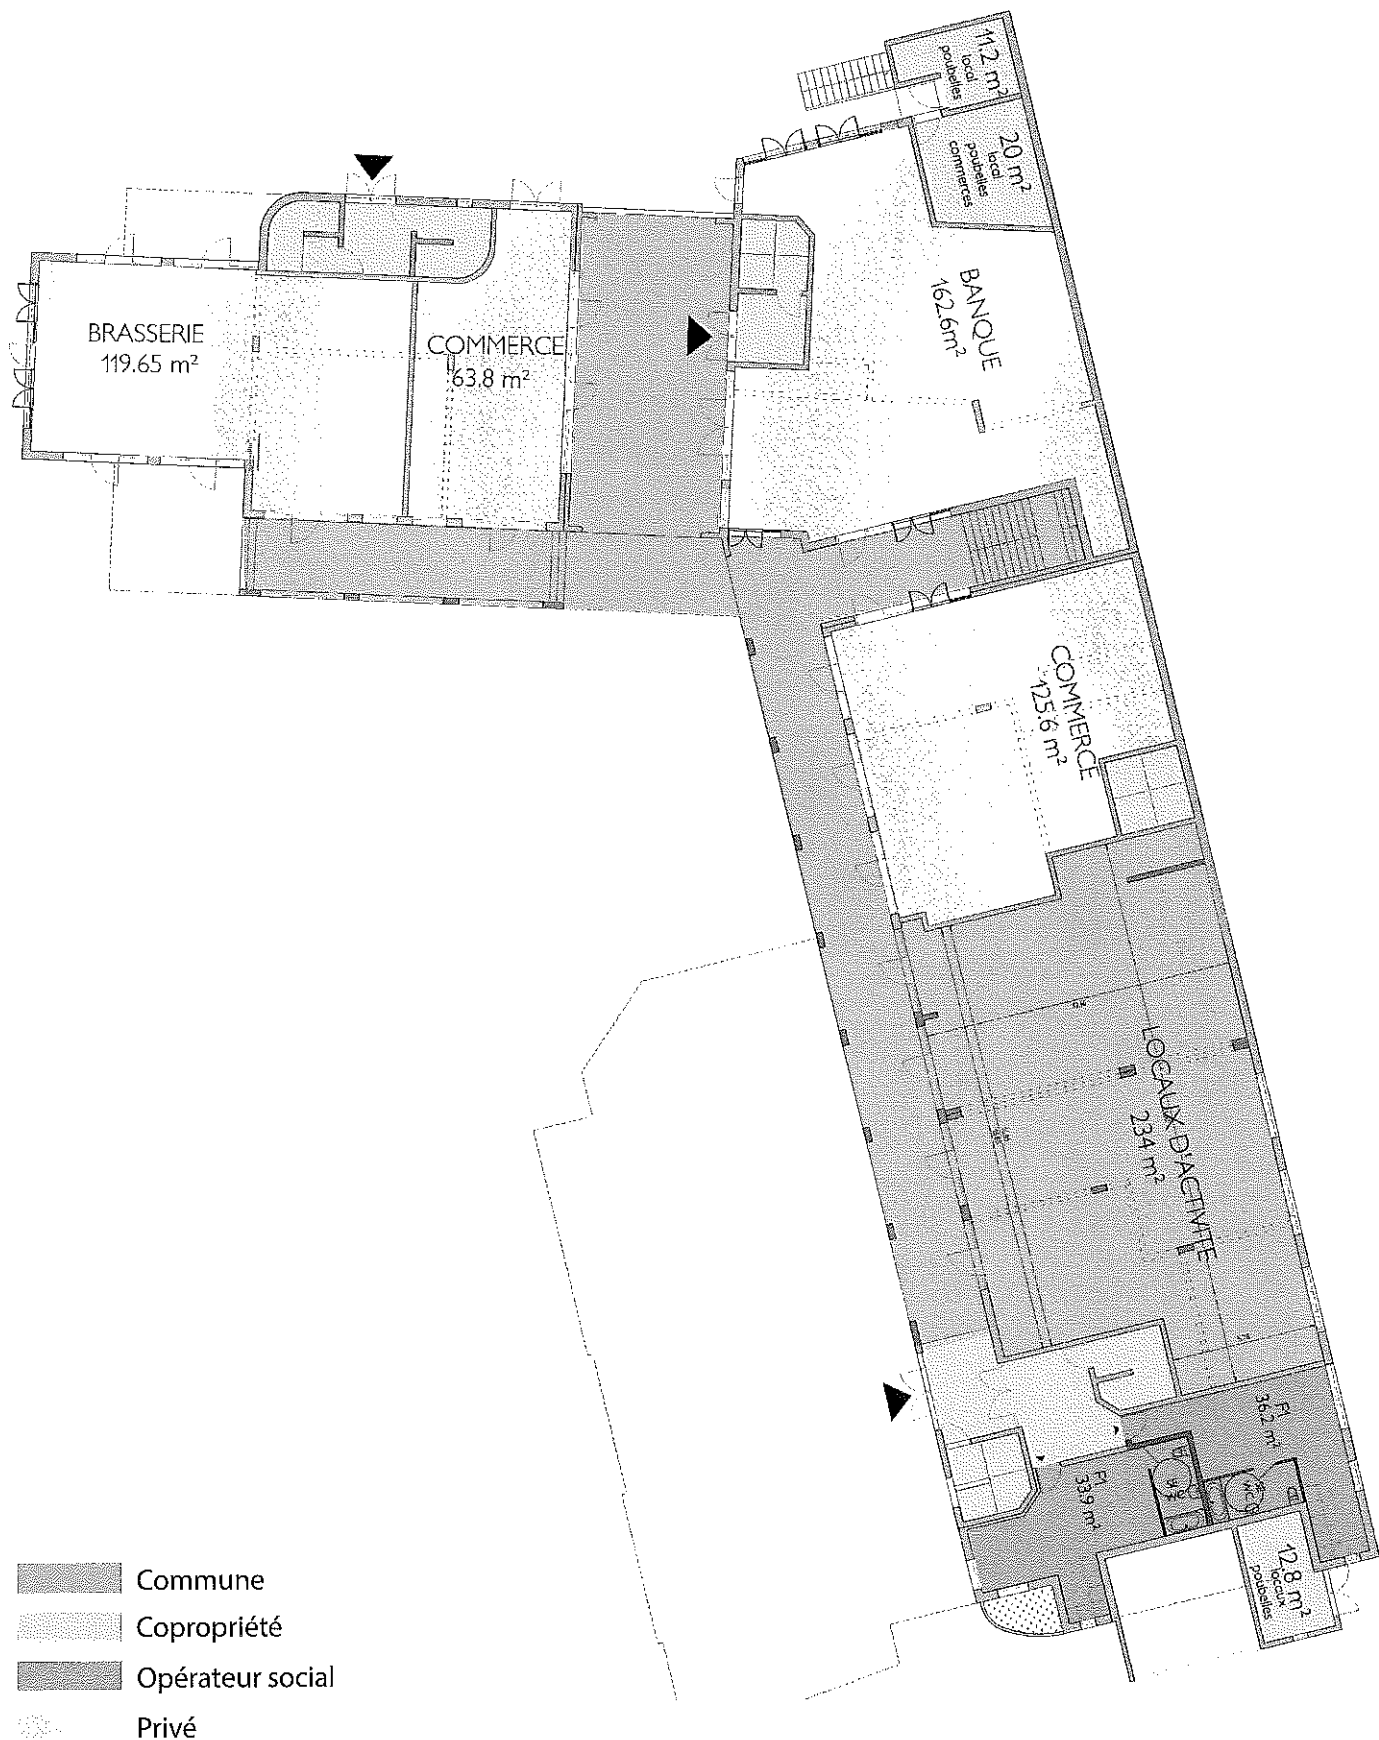 11.2 m²
local
poubelles
20 m²
local
poubelles
commerces
BRASSERIE
119.65 m²
COMMERCE
63.8 m²
BANQUE
162.6m²
COMMERCE
125.6 m²
LOCAUX D'ACTIVITE
234 m²
F1
36.2 m²
F1
33.9 m²
12.8 m²
locaux
poubelles
Commune
Copropriété
Opérateur social
Privé